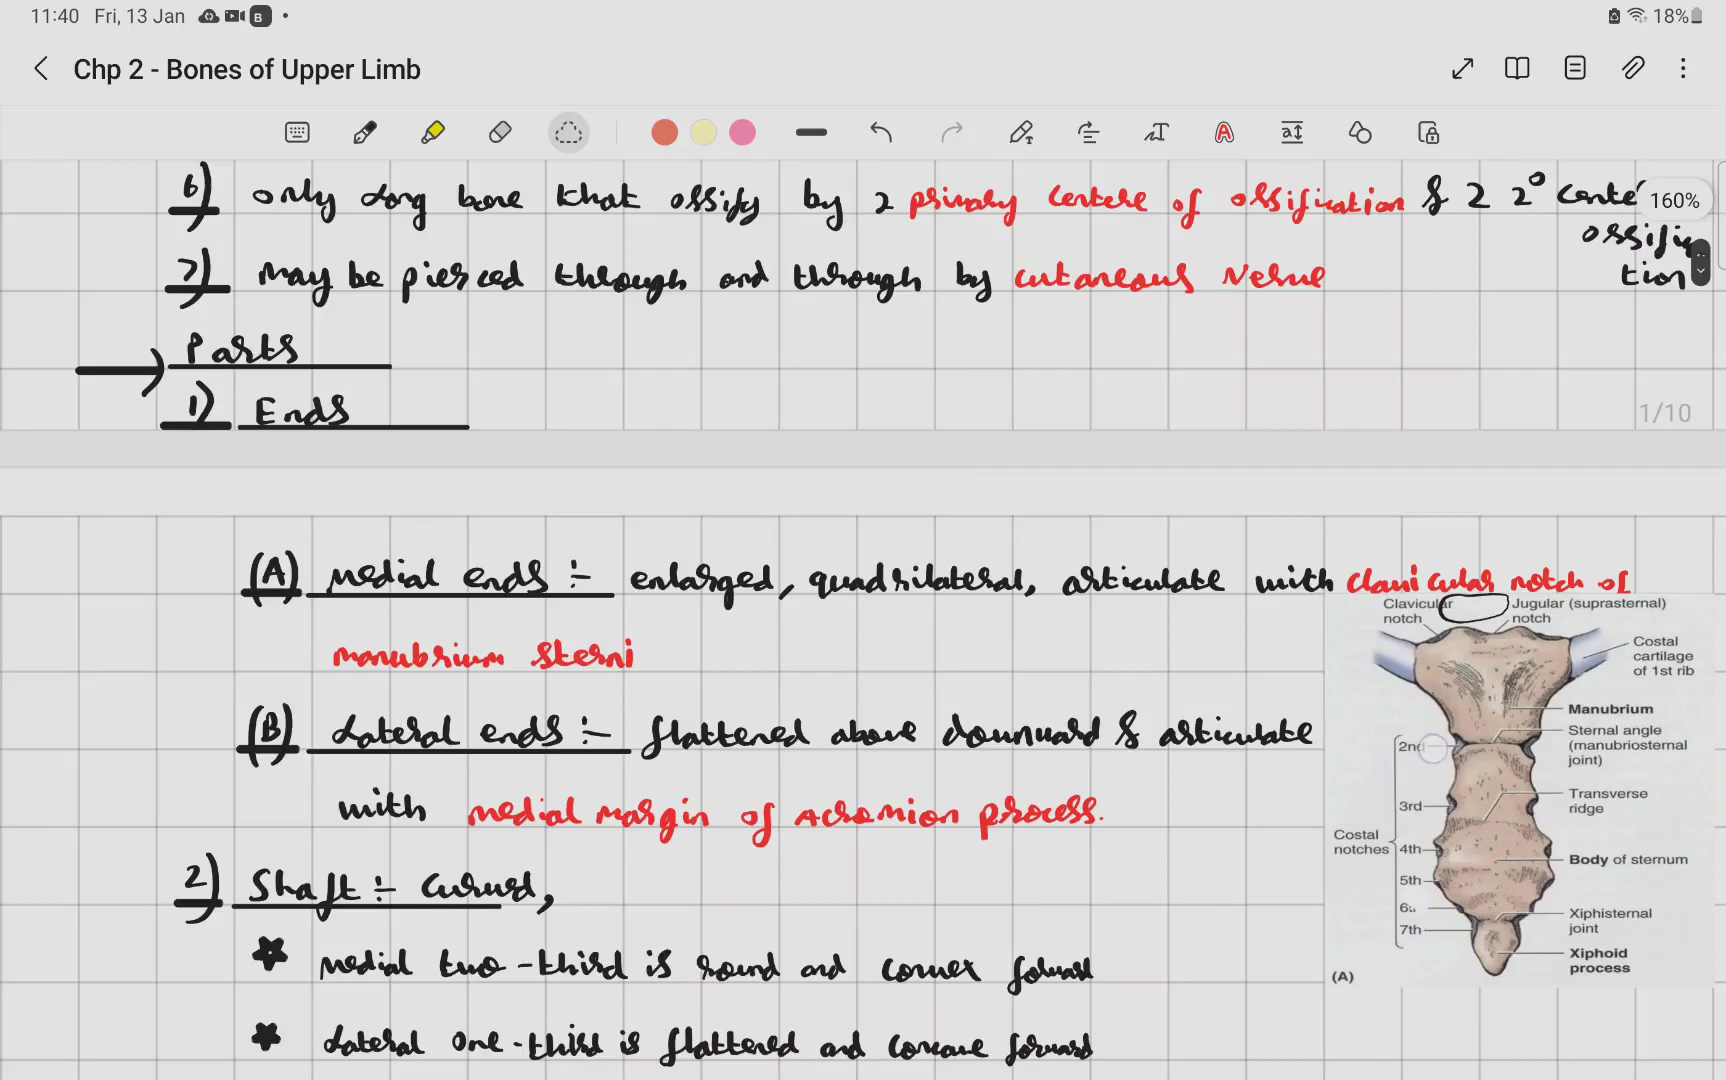 11:40 Fri, 13 Jan B 18%
Chp 2 - Bones of Upper Limb
6) only long bone that ossify by 2 primary centere of ossification & 2 2° cente
160%
ossifica
tion
7) may be pierced through and through by cutaneous Nerve
Parts
1) Ends
1/10
(A) Medial ends :- enlarged, quadrilateral, articulate with clavicular notch of
manubrium Sterni
(B) Lateral ends :- flattened above downward & articulate
with medial margin of Acromion process.
2) Shaft :- Curved,
★ Medial two-third is round and convex forward
★ Lateral one-third is flattened and concave forward
Clavicular
notch
Jugular (suprasternal)
notch
Costal
cartilage
of 1st rib
Manubrium
Sternal angle
(manubriosternal
joint)
2nd
Transverse
ridge
3rd
Costal
notches
4th
Body of sternum
5th
7th
Xiphisternal
joint
Xiphoid
process
(A)